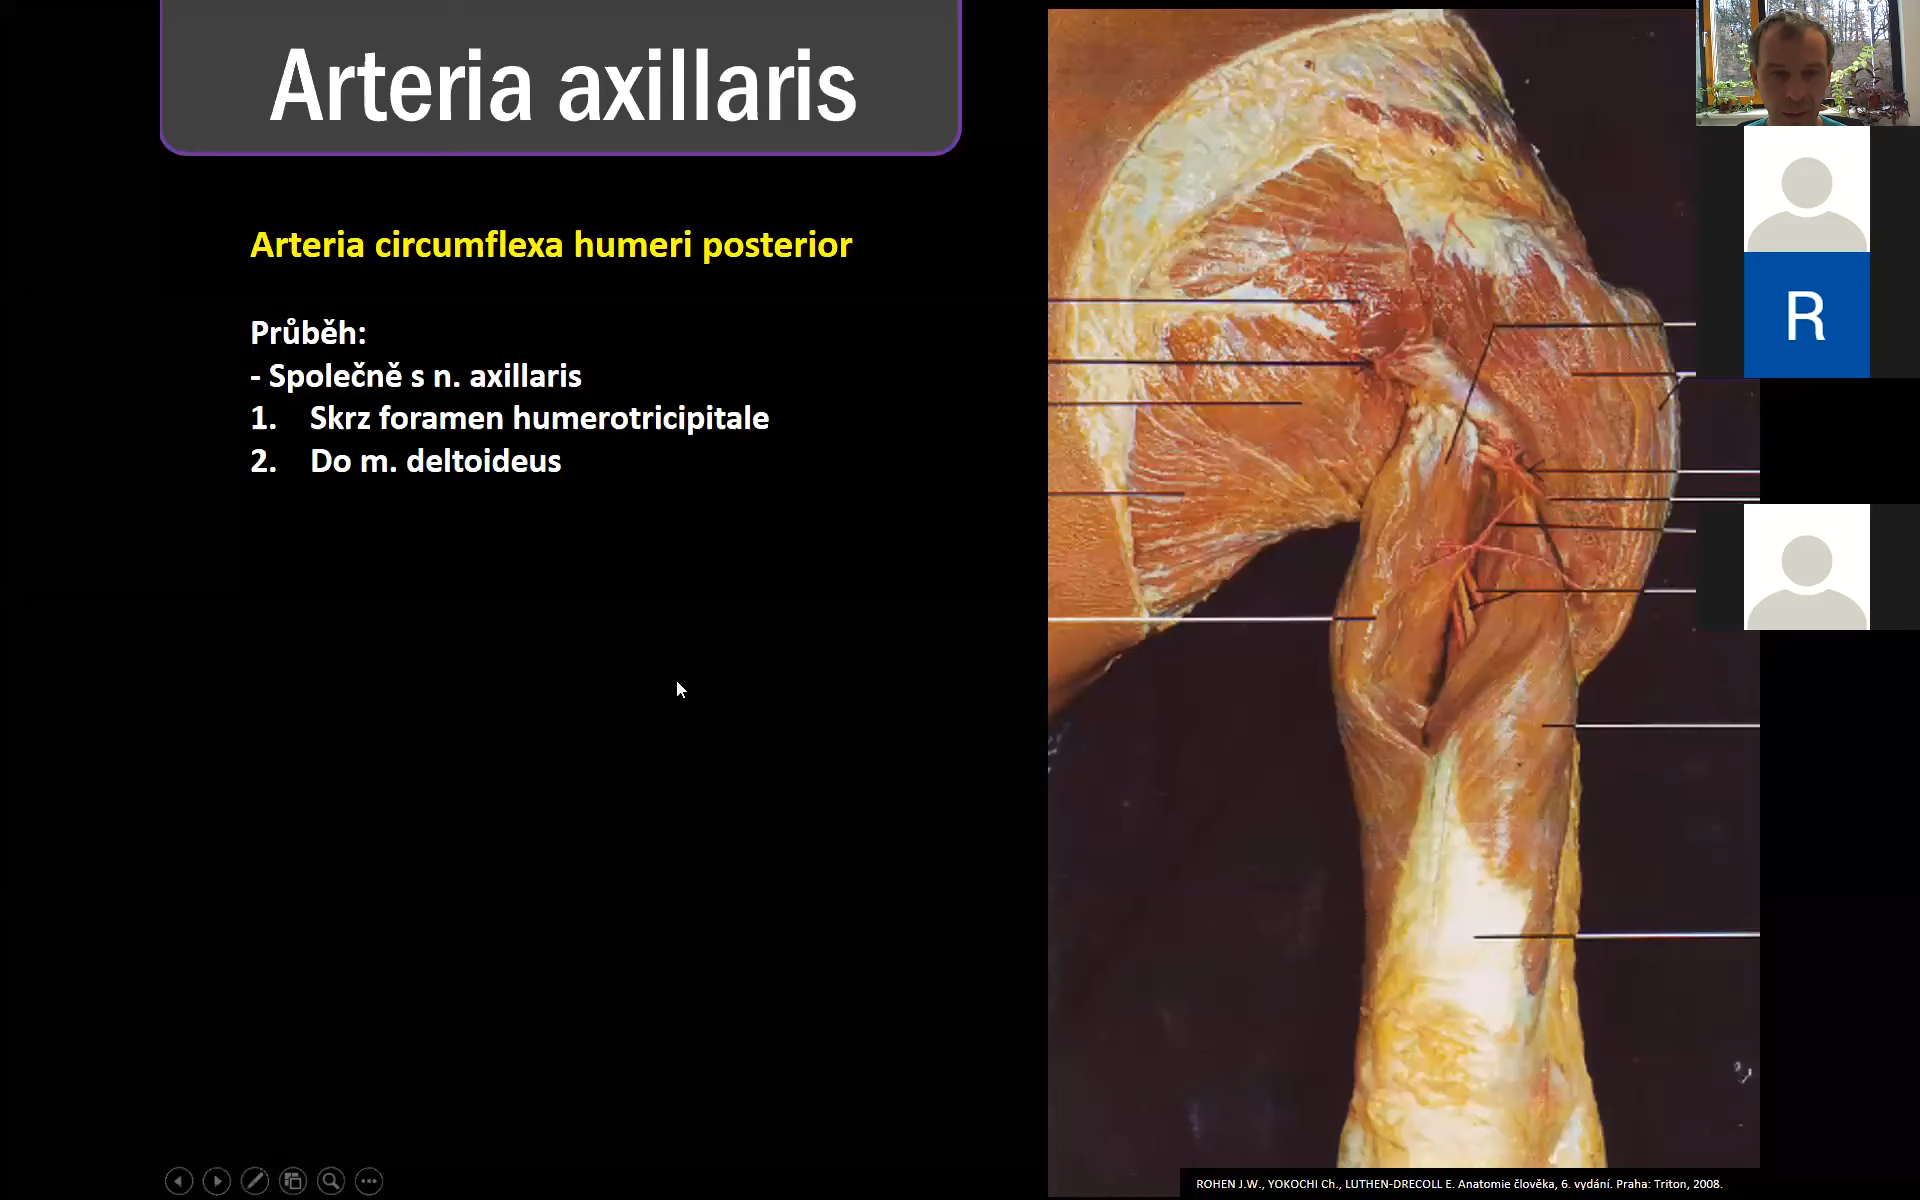 Arteria axillaris
Arteria circumflexa humeri posterior
Průběh:
- Společně s n. axillaris
1. Skrz foramen humerotricipitale
2. Do m. deltoideus
R
ROHEN J.W., YOKOCHI Ch., LUTHEN-DRECOLL E. Anatomie člověka, 6. vydání. Praha: Triton, 2008.